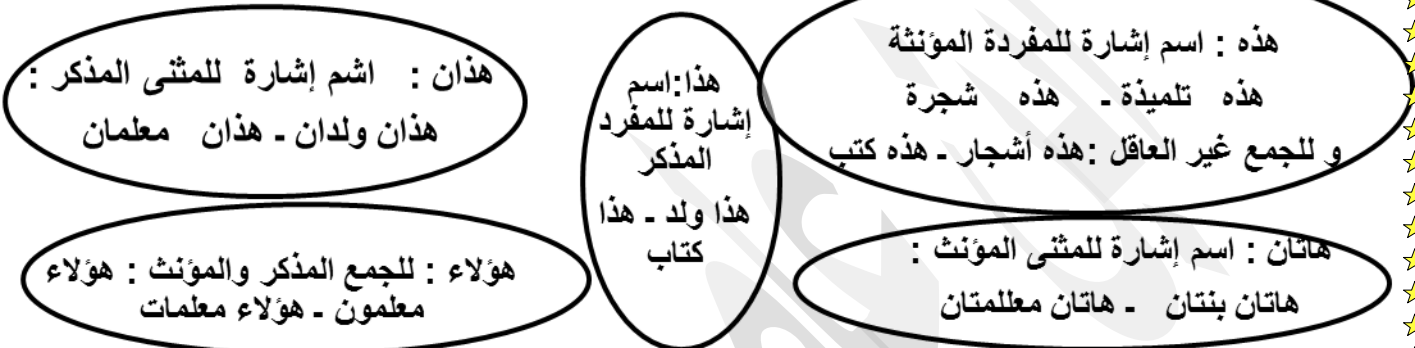 هذه : اسم إشارة للمفردة المؤنثة
هذه تلميذة ـ هذه شجرة
و للجمع غير العاقل :هذه أشجار ـ هذه كتب
هذا:اسم
إشارة للمفرد
المذكر
هذا ولد ـ هذا
كتاب
هذان : اشم إشارة للمثنى المذكر :
هذان ولدان ـ هذان معلمان
هاتان : اسم إشارة للمثنى المؤنث :
هاتان بنتان ـ هاتان معللمتان
هؤلاء : للجمع المذكر والمؤنث : هؤلاء
معلمون ـ هؤلاء معلمات